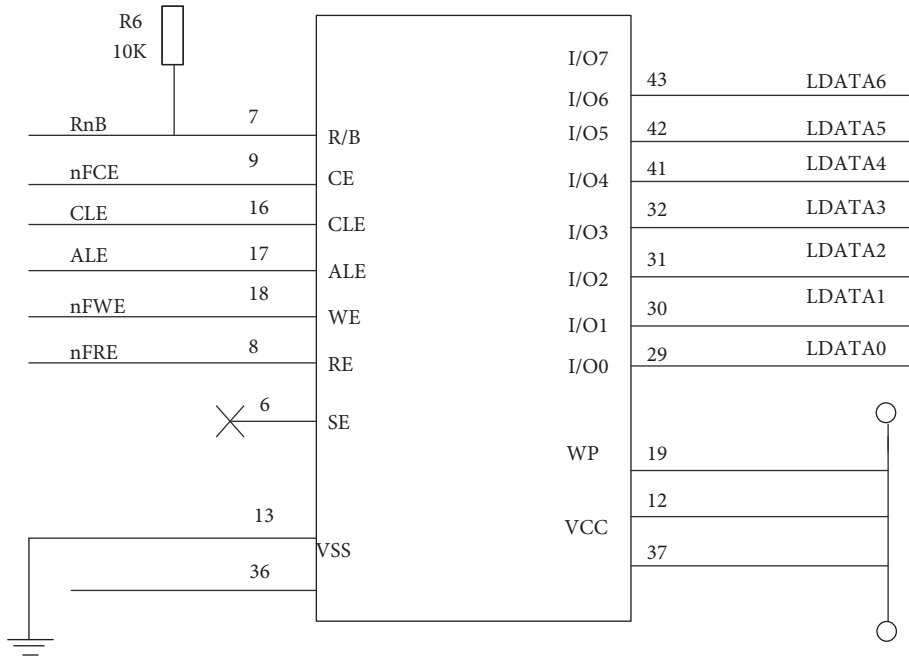 R6
10K
I/O7
43 LDATA6
I/O6
RnB 7 R/B
I/O5 42 LDATA5
nFCE 9 CE
I/O4 41 LDATA4
CLE 16 CLE
32 LDATA3
I/O3
ALE 17 ALE
31 LDATA2
I/O2
nFWE 18 WE
30 LDATA1
I/O1
nFRE 8 RE
29 LDATA0
I/O0
6 SE
WP 19
13 VSS
12
VCC
37
36